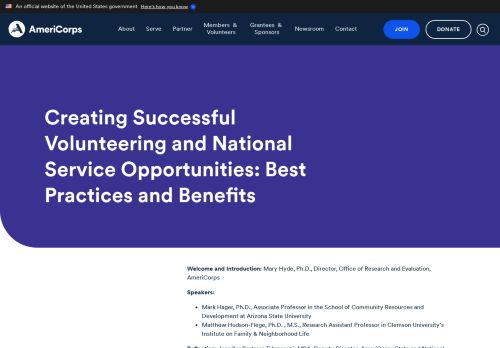 An official website of the United States government Here's how you know
AmeriCorps
About Serve Partner Members & Volunteers Grantees & Sponsors Newsroom Contact JOIN DONATE
Creating Successful
Volunteering and National
Service Opportunities: Best
Practices and Benefits
Welcome and Introduction: Mary Hyde, Ph.D., Director, Office of Research and Evaluation,
AmeriCorps
Speakers:
Mark Hager, Ph.D., Associate Professor in the School of Community Resources and
Development at Arizona State University
Matthew Hudson-Flege, Ph.D. , M.S., Research Assistant Professor in Clemson University's
Institute on Family & Neighborhood Life